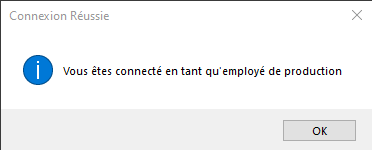 Connexion Réussie
Vous êtes connecté en tant qu'employé de production
OK